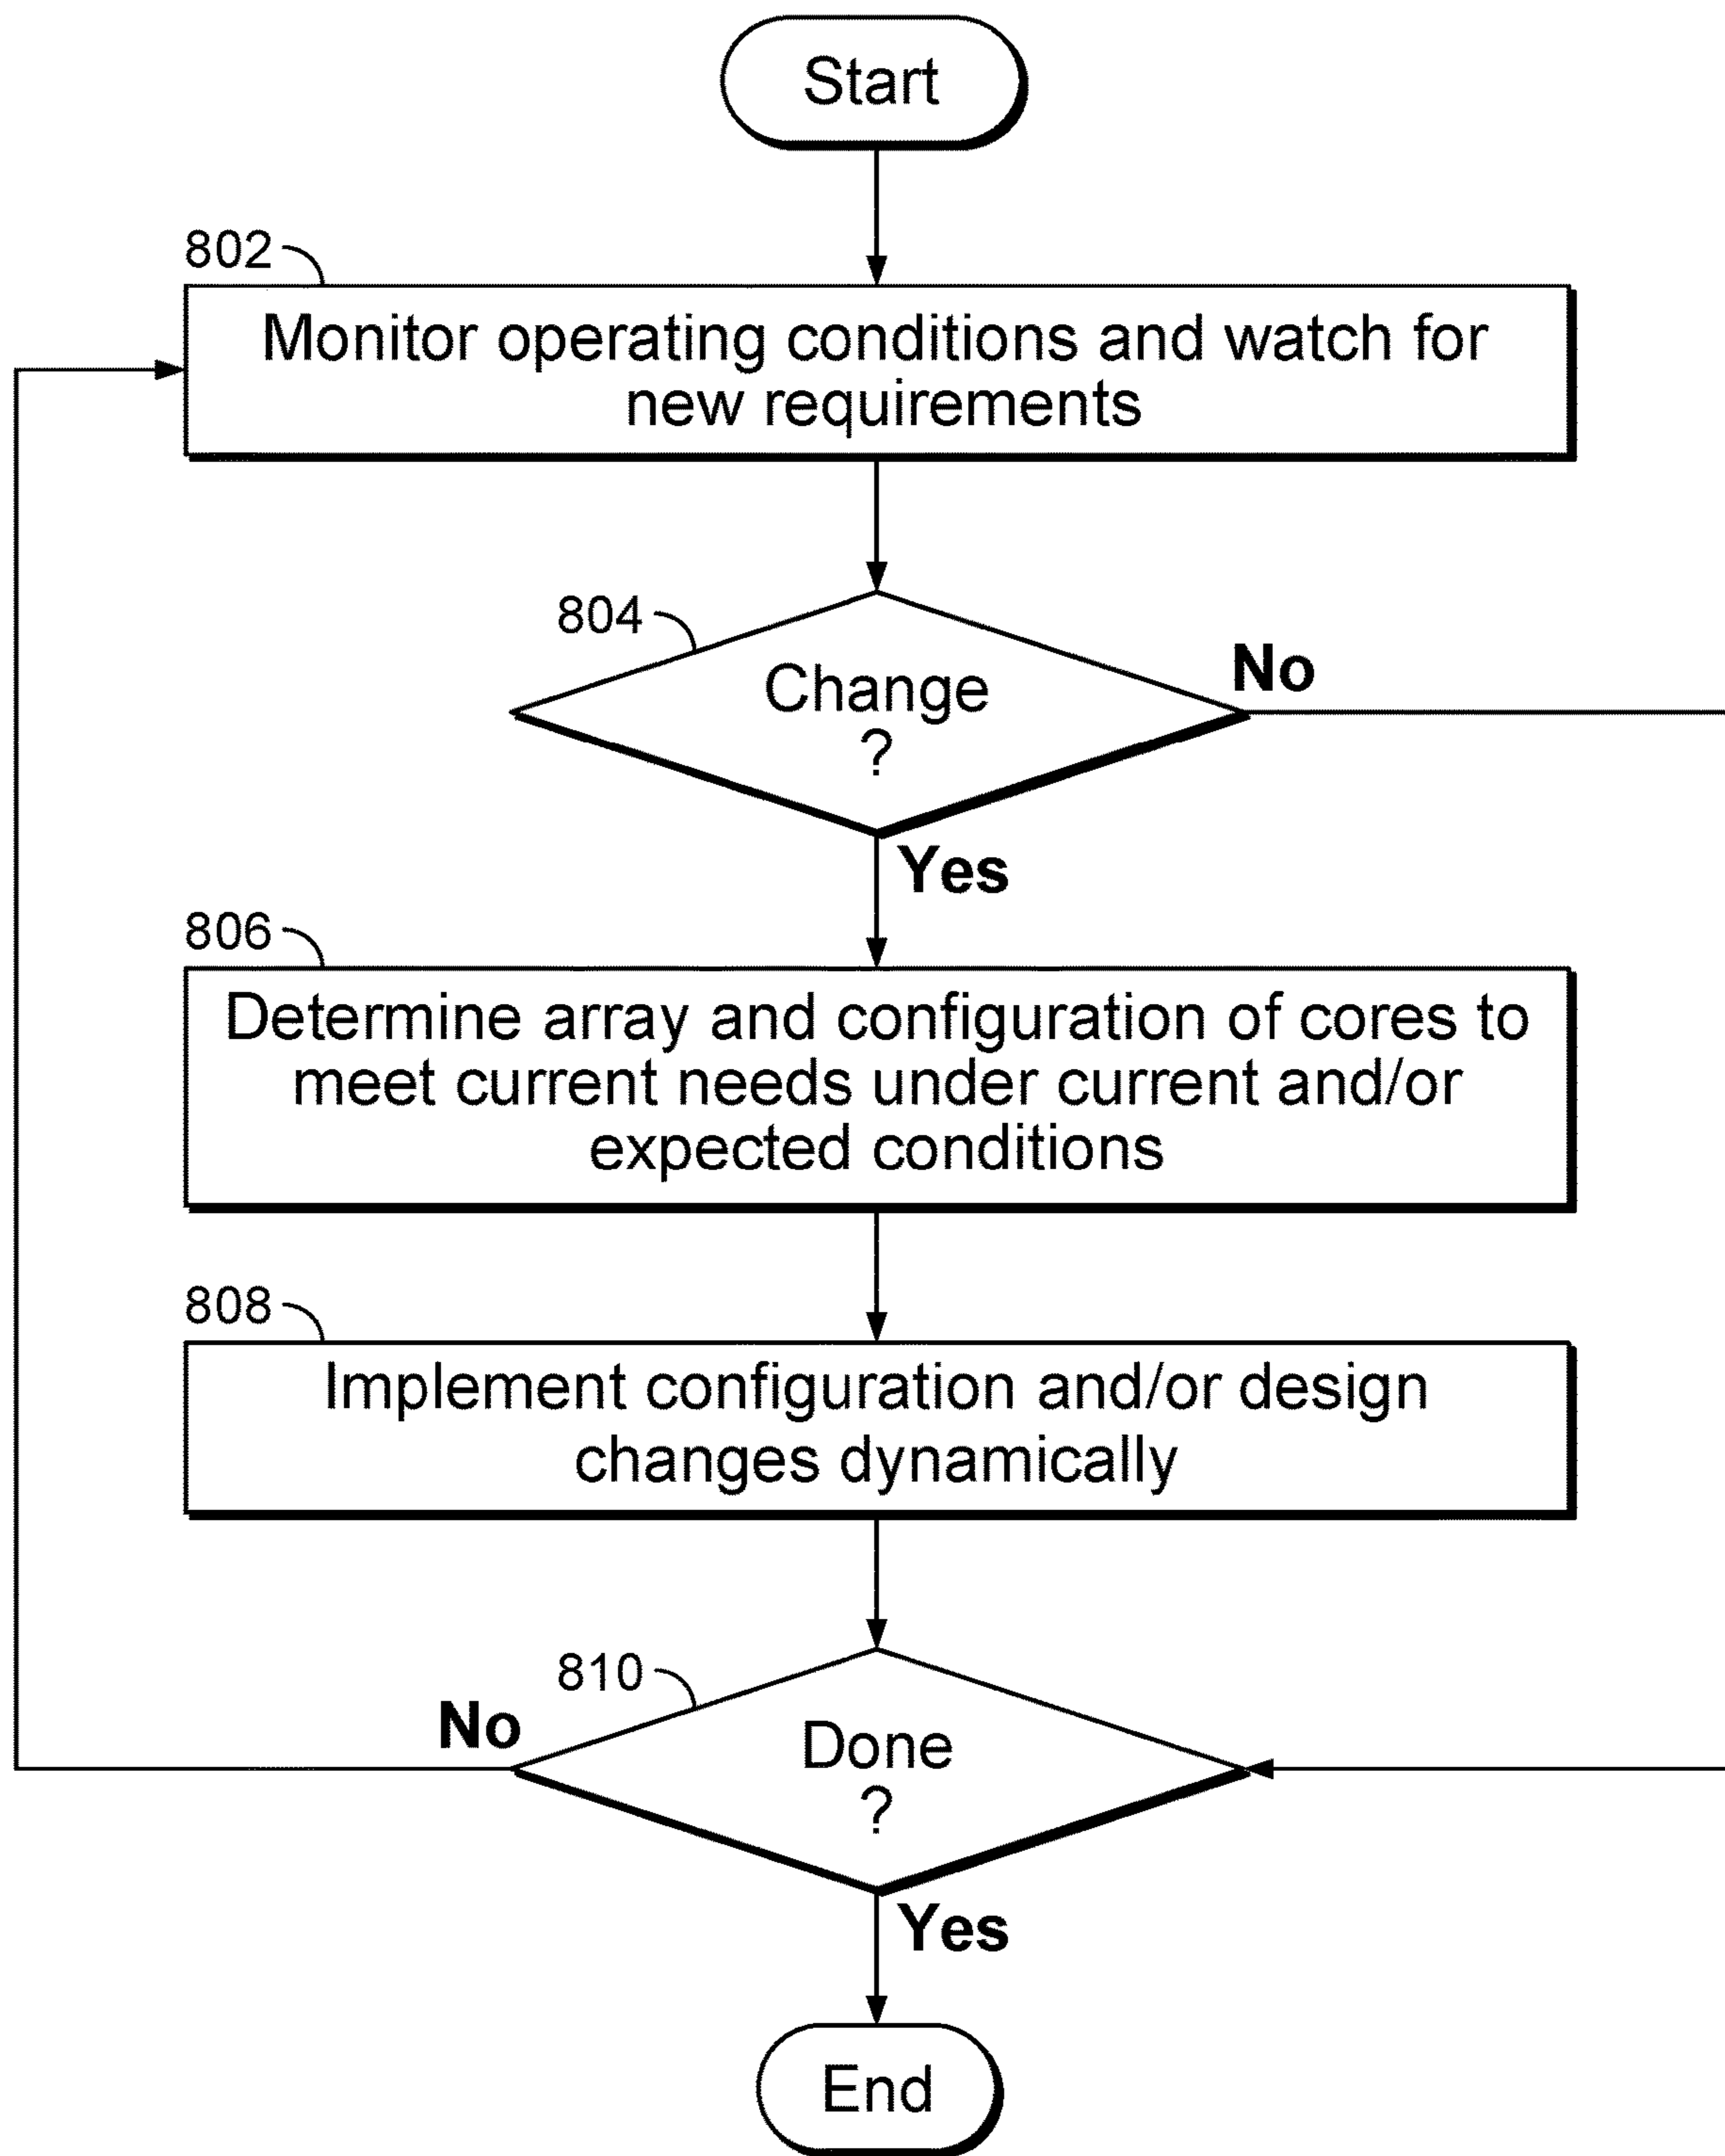 Start
802
Monitor operating conditions and watch for
new requirements
804
Change
?
No
Yes
806
Determine array and configuration of cores to
meet current needs under current and/or
expected conditions
808
Implement configuration and/or design
changes dynamically
810
No
Done
?
Yes
End